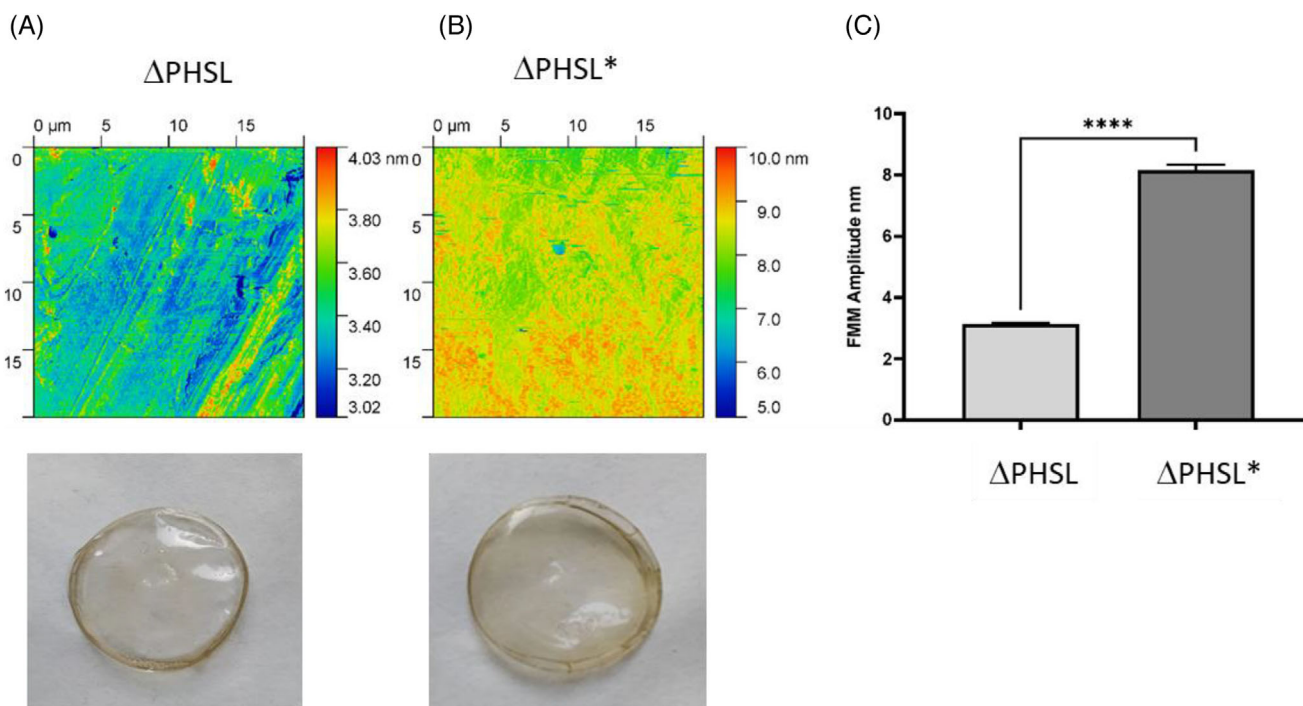 (A)
ΔPHSL
0 μm 5 10 15
0
5
10
15
4.03 nm
3.80
3.60
3.40
3.20
3.02
(B)
ΔPHSL*
0 μm 5 10 15
0
5
10
15
10.0 nm
9.0
8.0
7.0
6.0
5.0
(C)
10
8
6
4
2
0
FMM Amplitude nm
****
ΔPHSL ΔPHSL*